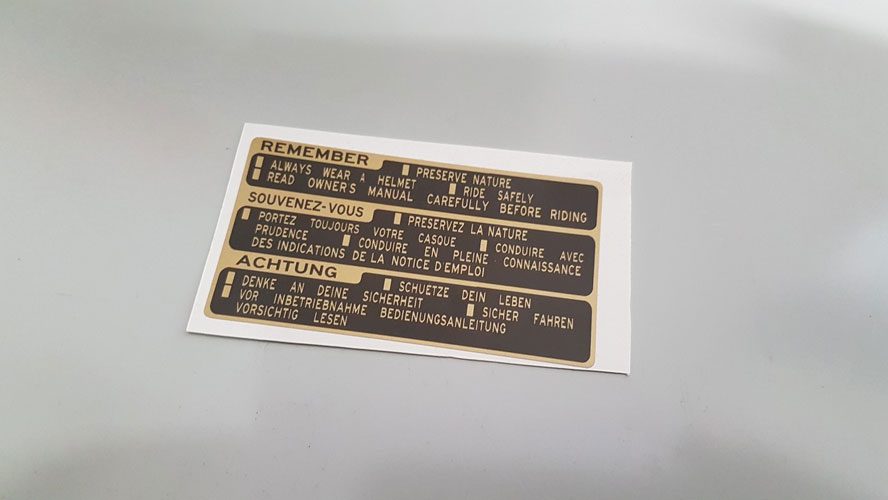 REMEMBER
PRESERVE NATURE
ALWAYS WEAR A HELMET RIDE SAFELY
READ OWNER'S MANUAL CAREFULLY BEFORE RIDING
SOUVENEZ-VOUS
PRESERVEZ LA NATURE
PORTEZ TOUJOURS VOTRE CASQUE CONDUIRE AVEC
PRUDENCE CONDUIRE EN PLEINE CONNAISSANCE
DES INDICATIONS DE LA NOTICE D'EMPLOI
ACHTUNG
SCHUETZE DEIN LEBEN
DENKE AN DEINE SICHERHEIT SICHER FAHREN
VOR INBETRIEBNAHME BEDIENUNGSANLEITUNG
VORSICHTIG LESEN